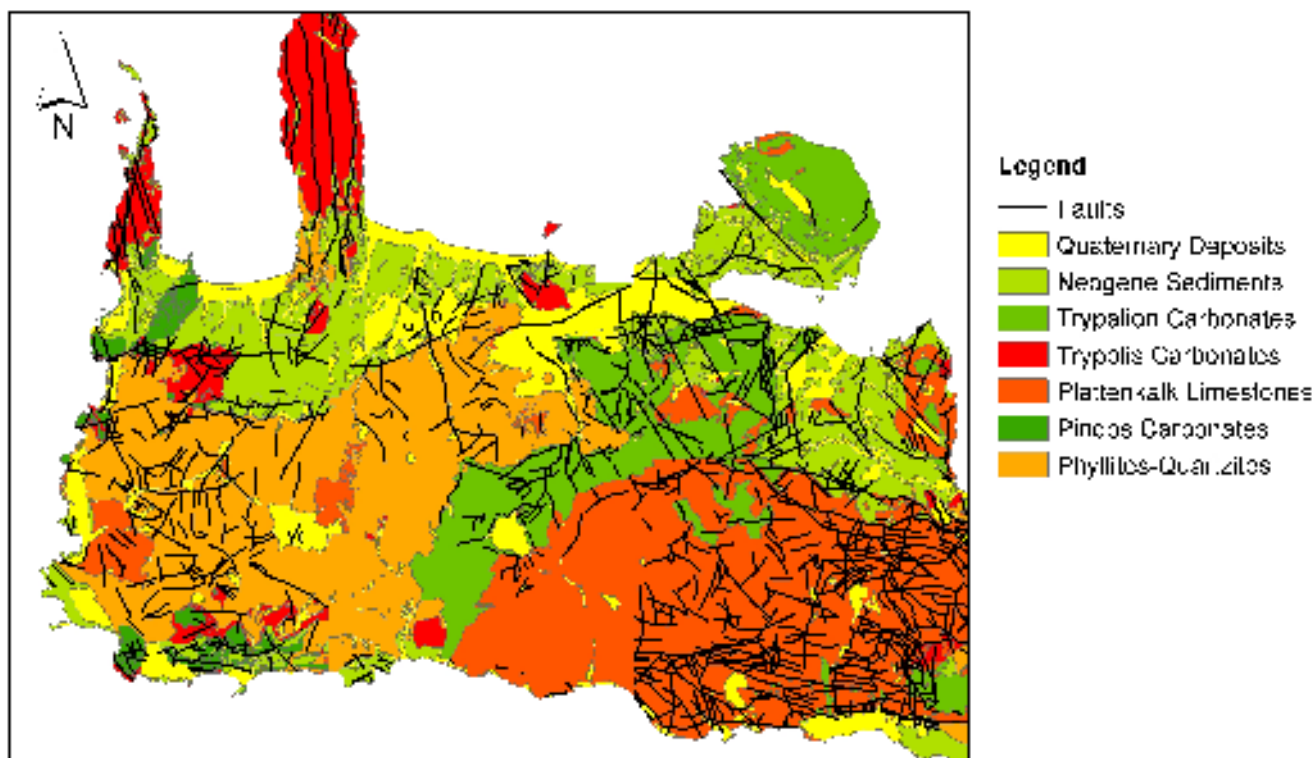 N
Legend
Faults
Quaternary Deposits
Neogene Sediments
Trypalion Carbonates
Trypolis Carbonates
Plattenkalk Limestones
Pindos Carbonates
Phyllites-Quartzites